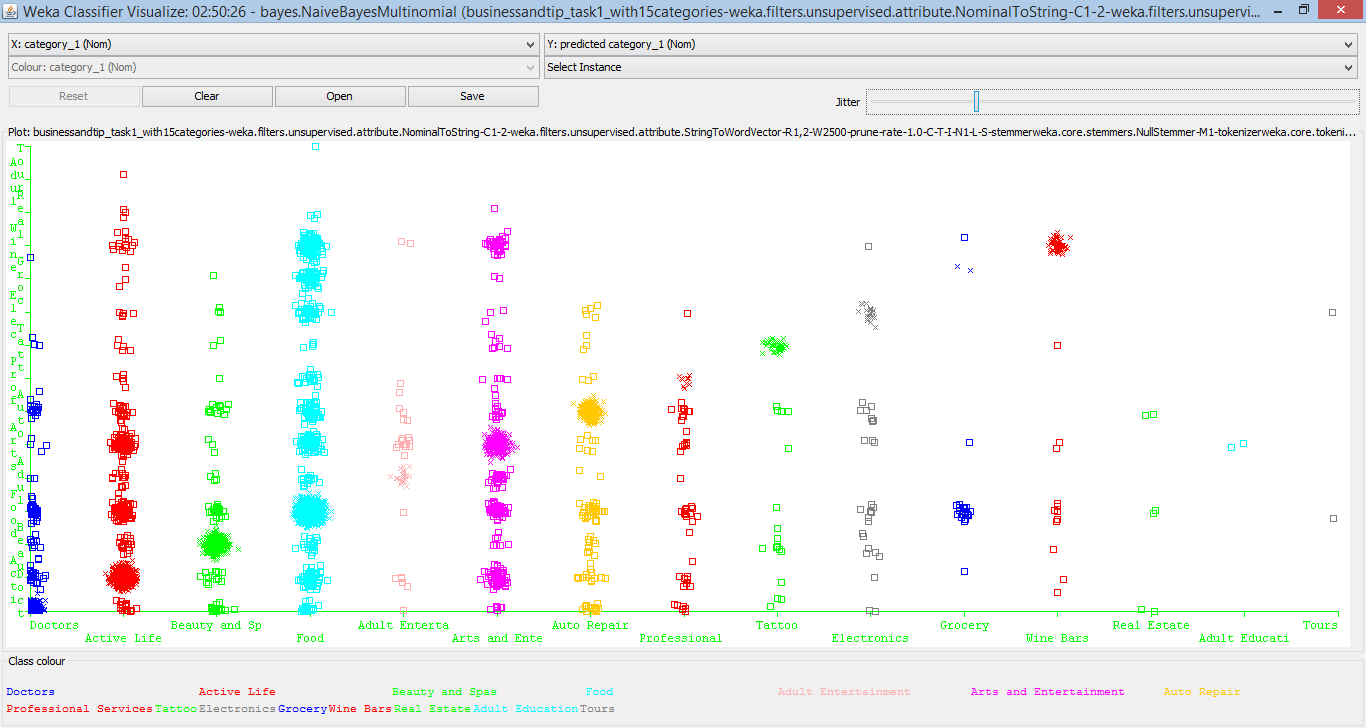 Weka Classifier Visualize: 02:50:26 - bayes.NaiveBayesMultinomial (businessandtip_task1_with15categories-weka.filters.unsupervised.attribute.NominalToString-C1-2-weka.filters.unsupervi...
X: category_1 (Nom)
Y: predicted category_1 (Nom)
Colour: category_1 (Nom)
Select Instance
Reset
Clear
Open
Save
Jitter
Plot: businessandtip_task1_with15categories-weka.filters.unsupervised.attribute.NominalToString-C1-2-weka.filters.unsupervised.attribute.StringToWordVector-R1,2-W2500-prune-rate-1.0-C-T-I-N1-L-S-stemmerweka.core.stemmers.NullStemmer-M1-tokenizerweka.core.tokeni...
Doctors
Active Life
Beauty and Sp
Food
Adult Enterta
Arts and Ente
Auto Repair
Professional
Tattoo
Electronics
Grocery
Wine Bars
Real Estate
Adult Educati
Tours
Class colour
Doctors Active Life Beauty and Spas Food Adult Entertainment Arts and Entertainment Auto Repair
Professional Services Tattoo Electronics Grocery Wine Bars Real Estate Adult Education Tours